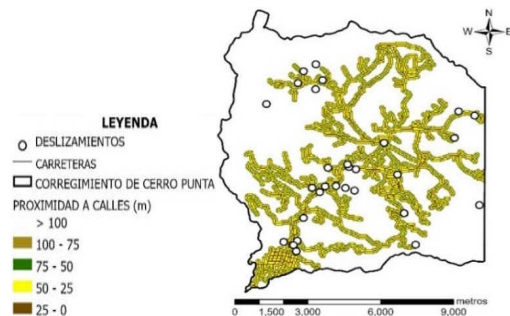 N
W E
S
LEYENDA
DESLIZAMIENTOS
CARRETERAS
CORREGIMIENTO DE CERRO PUNTA
PROXIMIDAD A CALLES (m)
> 100
100 - 75
75 - 50
50 - 25
25 - 0
metros
0 1,500 3,000 6,000 9,000